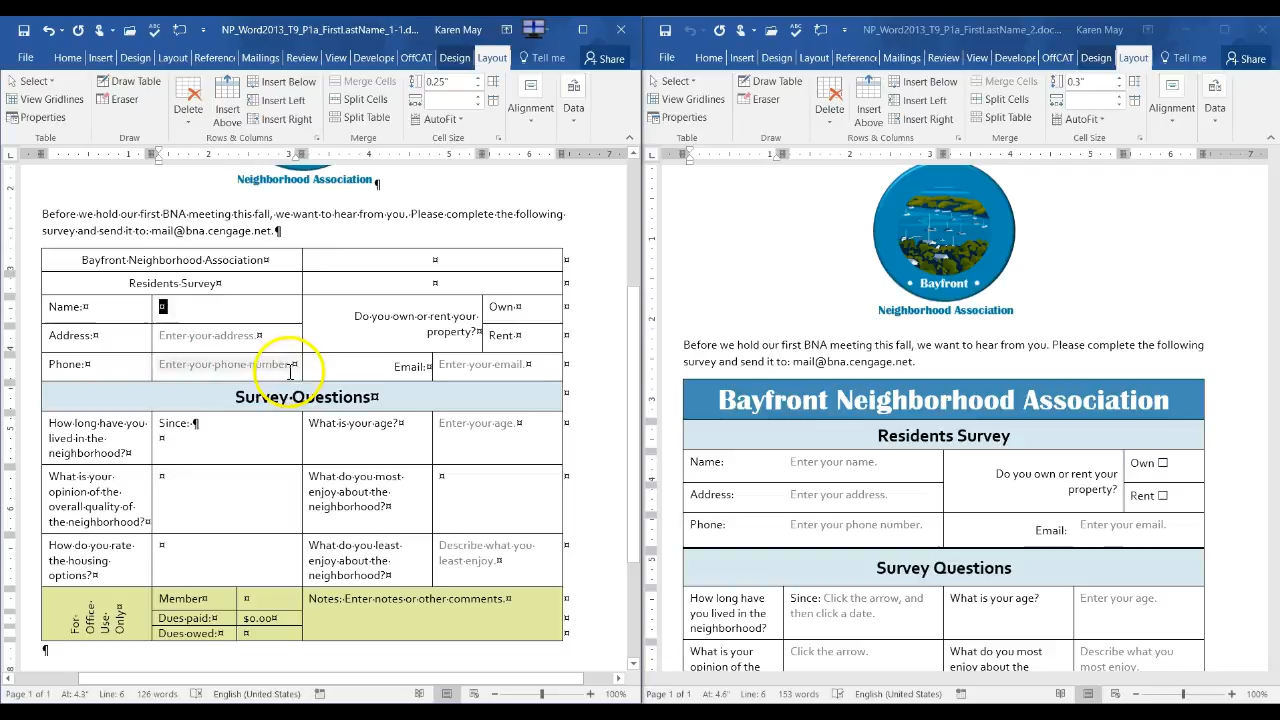 NP_Word2013_T9_P1a_FirstLastName_1-1.d... Karen May
File Home Insert Design Layout Referenc Mailings Review Develope OffCAT Design Layout Tell me Share
Select Draw Table Delete Insert Above Insert Below Merge Cells 0.25" Alignment Data
View Gridlines Eraser Insert Left Split Cells
Properties Insert Right Split Table AutoFit
Table Draw Rows & Columns Merge Cell Size
1 2 3 4 5 6 7
Neighborhood Association¶
Before we hold our first BNA meeting this fall, we want to hear from you. Please complete the following
survey and send it to: mail@bna.cengage.net.¶
Bayfront Neighborhood Association¤ ¤ ¤
Residents Survey¤ ¤ ¤
Name:¤ ¤ Do you own or rent your property?¤ Own ¤ ¤
Address:¤ Enter your address.¤ Rent ¤ ¤
Phone:¤ Enter your phone number.¤ Email:¤ Enter your email.¤ ¤
Survey Questions¤ ¤
How long have you lived in the neighborhood?¤ Since: ¶ ¤ What is your age?¤ Enter your age.¤ ¤
What is your opinion of the overall quality of the neighborhood?¤ ¤ What do you most enjoy about the neighborhood?¤ ¤ ¤
How do you rate the housing options?¤ ¤ What do you least enjoy about the neighborhood?¤ Describe what you least enjoy.¤ ¤
For Office Use Only¤ Member¤ ¤ Notes: Enter notes or other comments.¤ ¤
Dues paid:¤ $0.00¤ ¤
Dues owed:¤ ¤ ¤
¶
Page 1 of 1 At: 4.3" Line: 6 126 words English (United States) 100%
NP_Word2013_T9_P1a_FirstLastName_2.doc... Karen May
File Home Insert Design Layout Referenc Mailings Review Develope OffCAT Design Layout Tell me Share
Select Draw Table Delete Insert Above Insert Below Merge Cells 0.3" Alignment Data
View Gridlines Eraser Insert Left Split Cells
Properties Insert Right Split Table AutoFit
Table Draw Rows & Columns Merge Cell Size
1 2 3 4 5 6 7
Bayfront
Neighborhood Association
Before we hold our first BNA meeting this fall, we want to hear from you. Please complete the following
survey and send it to: mail@bna.cengage.net.
Bayfront Neighborhood Association
Residents Survey
Name: Enter your name. Do you own or rent your property? Own ☐
Address: Enter your address. Rent ☐
Phone: Enter your phone number. Email: Enter your email.
Survey Questions
How long have you lived in the neighborhood? Since: Click the arrow, and then click a date. What is your age? Enter your age.
What is your opinion of the Click the arrow. What do you most enjoy about the Describe what you most enjoy.
Page 1 of 1 At: 4.6" Line: 6 153 words English (United States) 100%